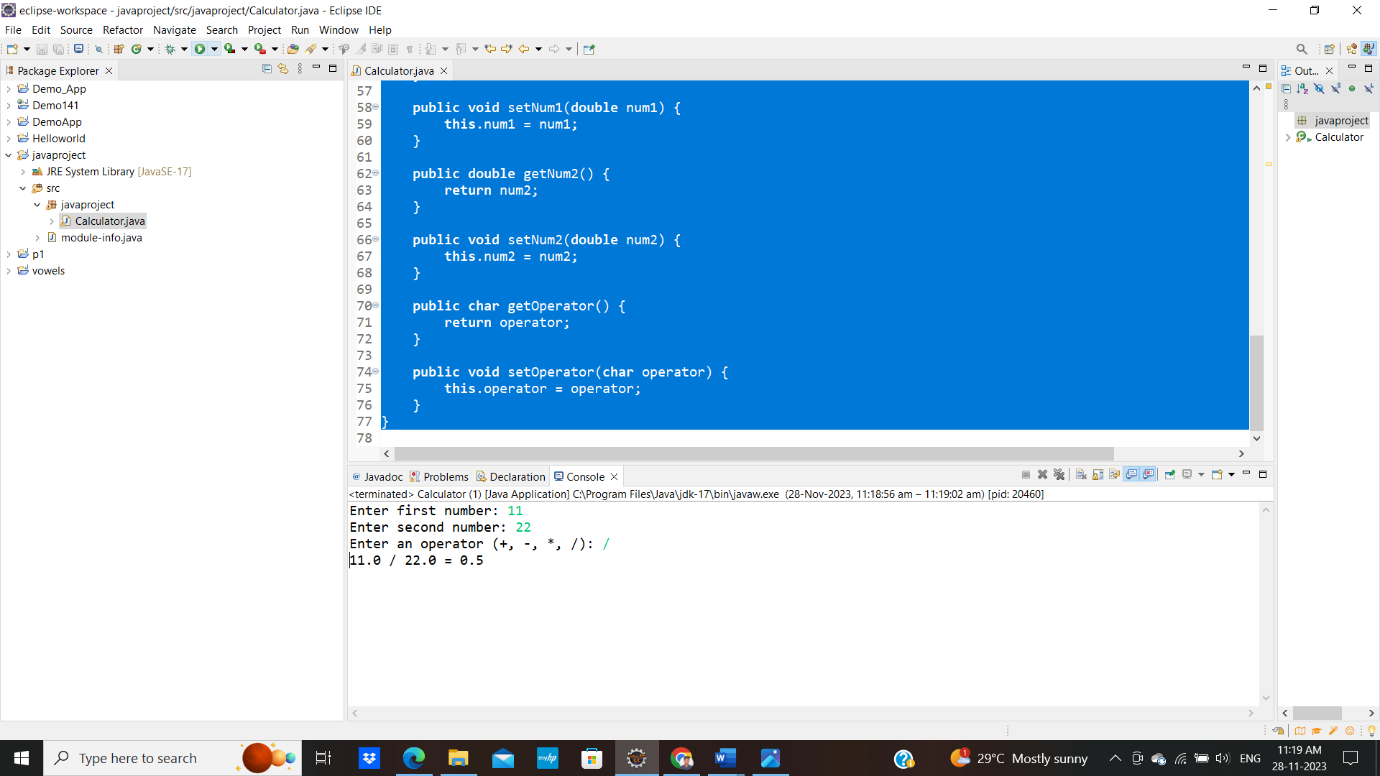 eclipse-workspace - javaproject/src/javaproject/Calculator.java - Eclipse IDE
File Edit Source Refactor Navigate Search Project Run Window Help
Package Explorer
Demo_App
Demo141
DemoApp
Helloworld
javaproject
JRE System Library [JavaSE-17]
src
javaproject
Calculator.java
module-info.java
p1
vowels
Calculator.java
57
58 public void setNum1(double num1) {
59 this.num1 = num1;
60 }
61
62 public double getNum2() {
63 return num2;
64 }
65
66 public void setNum2(double num2) {
67 this.num2 = num2;
68 }
69
70 public char getOperator() {
71 return operator;
72 }
73
74 public void setOperator(char operator) {
75 this.operator = operator;
76 }
77 }
78
Out...
javaproject
Calculator
Javadoc Problems Declaration Console
<terminated> Calculator (1) [Java Application] C:\Program Files\Java\jdk-17\bin\javaw.exe (28-Nov-2023, 11:18:56 am – 11:19:02 am) [pid: 20460]
Enter first number: 11
Enter second number: 22
Enter an operator (+, -, *, /): /
11.0 / 22.0 = 0.5
Type here to search
myhp
1
29°C Mostly sunny
ENG
11:19 AM
28-11-2023